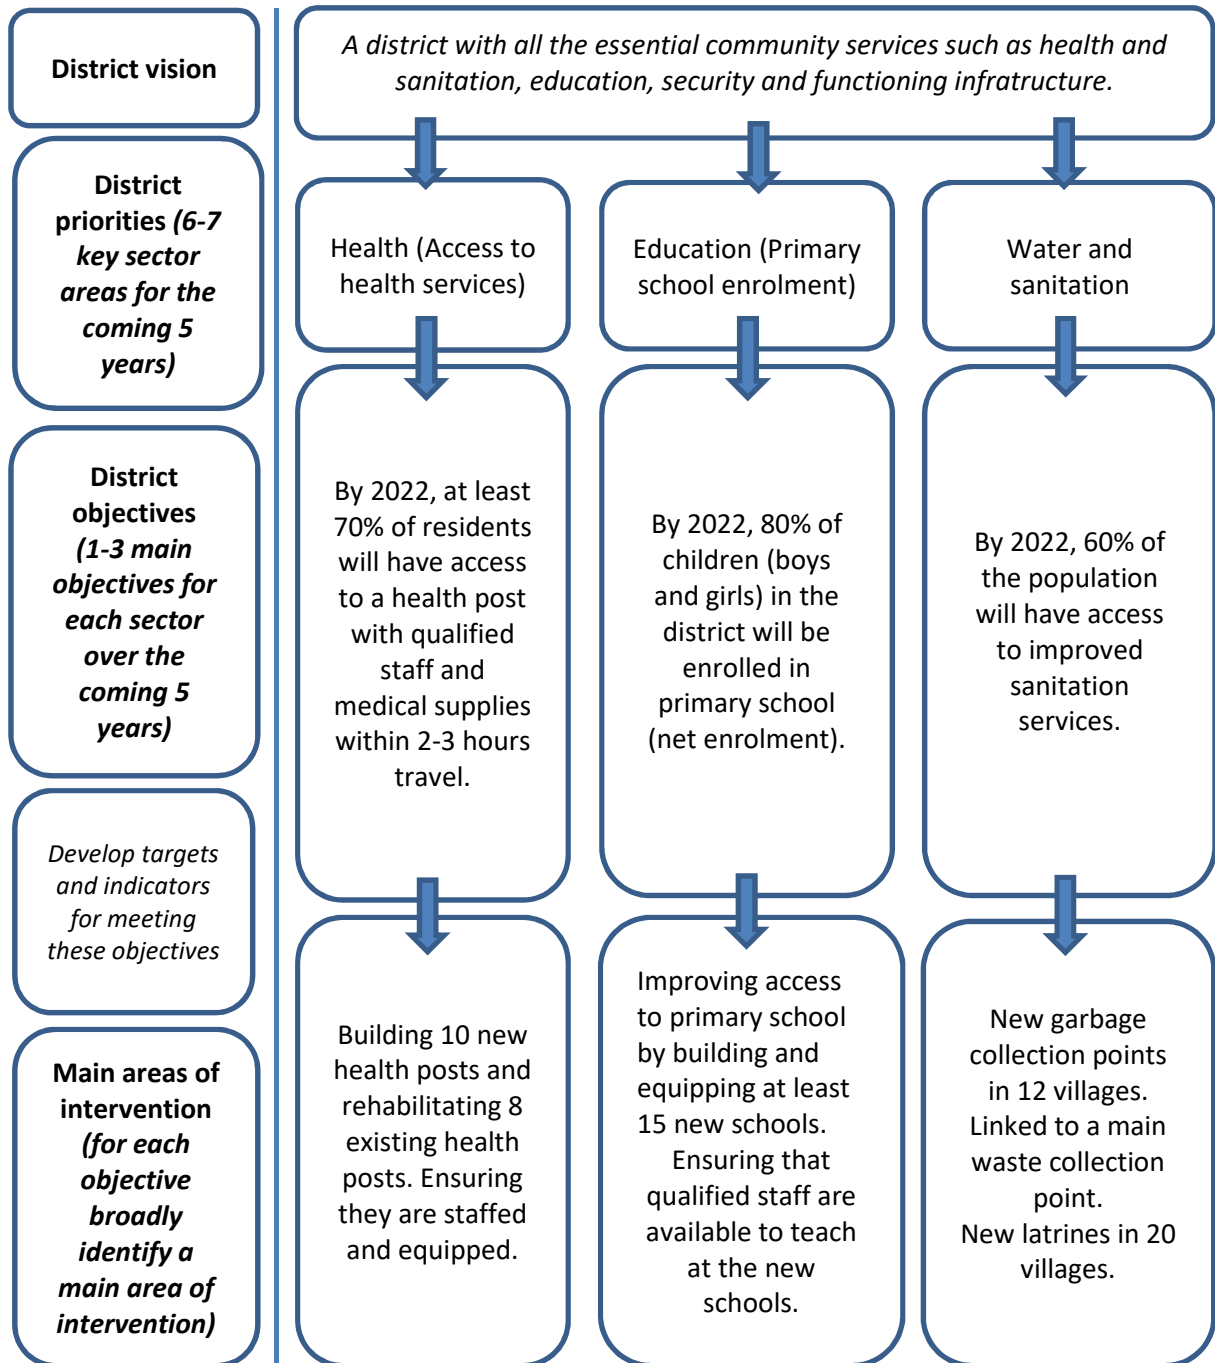 District vision
A district with all the essential community services such as health and
sanitation, education, security and functioning infratructure.
District
priorities (6-7
key sector
areas for the
coming 5
years)
Health (Access to
health services)
Education (Primary
school enrolment)
Water and
sanitation
District
objectives
(1-3 main
objectives for
each sector
over the
coming 5
years)
By 2022, at least
70% of residents
will have access
to a health post
with qualified
staff and
medical supplies
within 2-3 hours
travel.
By 2022, 80% of
children (boys
and girls) in the
district will be
enrolled in
primary school
(net enrolment).
By 2022, 60% of
the population
will have access
to improved
sanitation
services.
Develop targets
and indicators
for meeting
these objectives
Main areas of
intervention
(for each
objective
broadly
identify a
main area of
intervention)
Building 10 new
health posts and
rehabilitating 8
existing health
posts. Ensuring
they are staffed
and equipped.
Improving access
to primary school
by building and
equipping at least
15 new schools.
Ensuring that
qualified staff are
available to teach
at the new
schools.
New garbage
collection points
in 12 villages.
Linked to a main
waste collection
point.
New latrines in 20
villages.